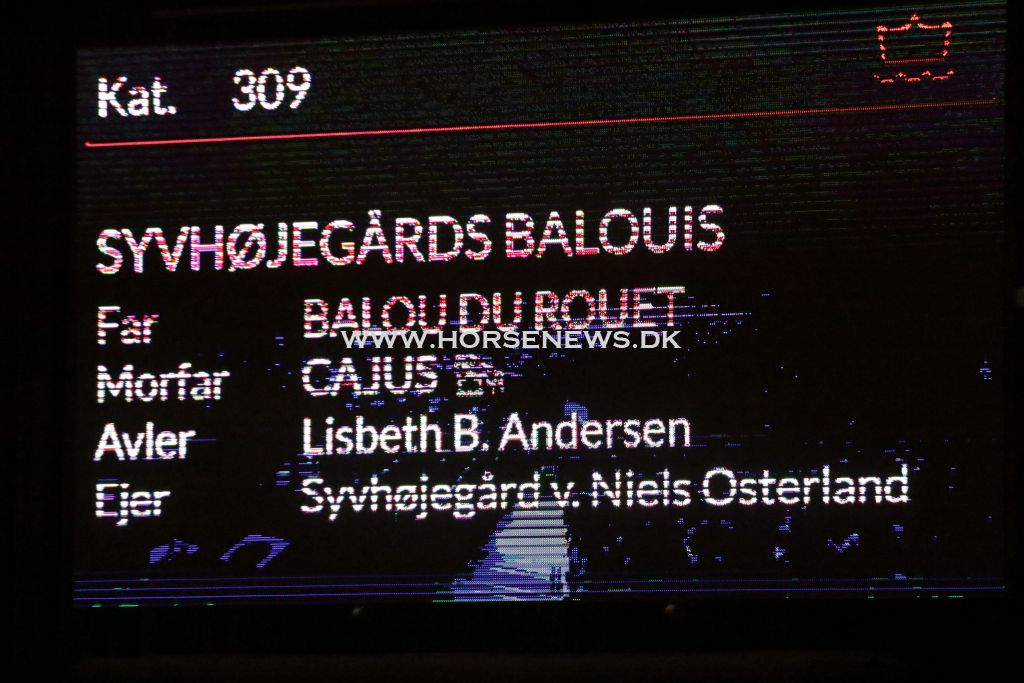 Kat. 309
SYVHØJEGÅRDS BALOUIS
Far BALOU DU ROUET
WWW.HORSENEWS.DK
Morfar CAJUS
Avler Lisbeth B. Andersen
Ejer Syvhøjegård v. Niels Osterland